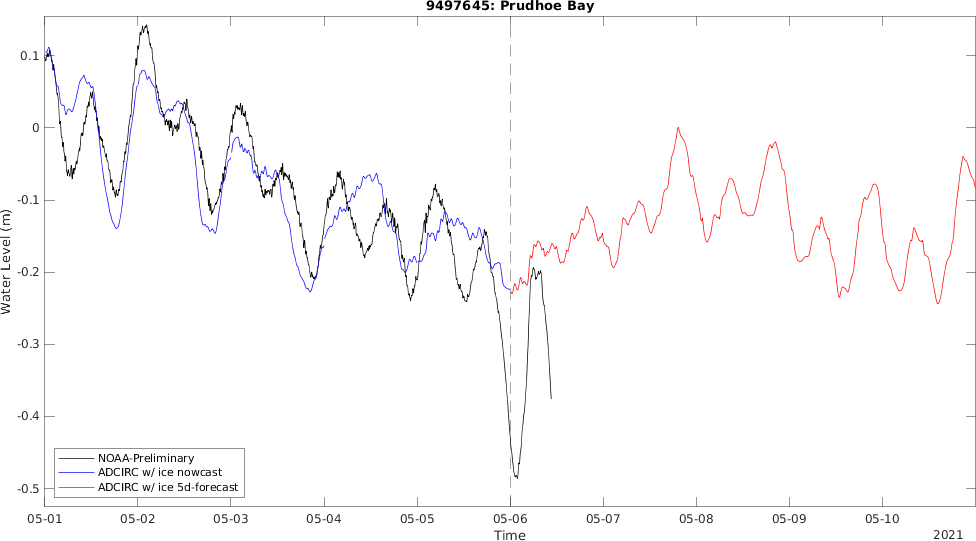 9497645: Prudhoe Bay
Water Level (m)
0.1
0
-0.1
-0.2
-0.3
-0.4
-0.5
NOAA-Preliminary
ADCIRC w/ ice nowcast
ADCIRC w/ ice 5d-forecast
05-01 05-02 05-03 05-04 05-05 05-06 05-07 05-08 05-09 05-10
Time
2021